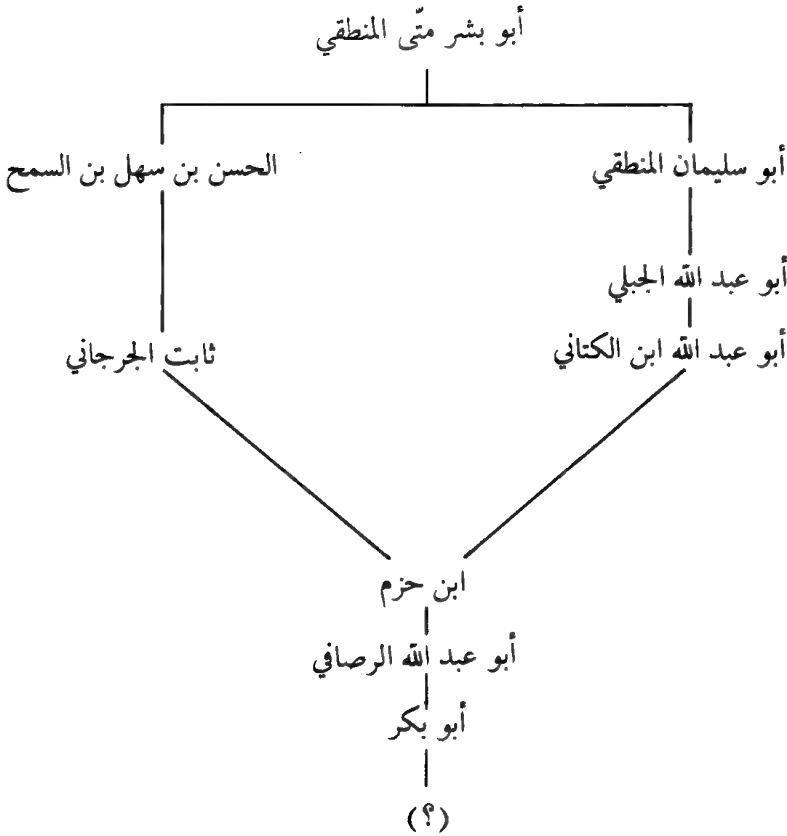 أبو بشر متّى المنطقي
أبو سليمان المنطقي
الحسن بن سهل بن السمح
أبو عبد الله الجبلي
أبو عبد الله ابن الكتاني
ثابت الجرجاني
ابن حزم
أبو عبد الله الرصافي
أبو بكر
(؟)